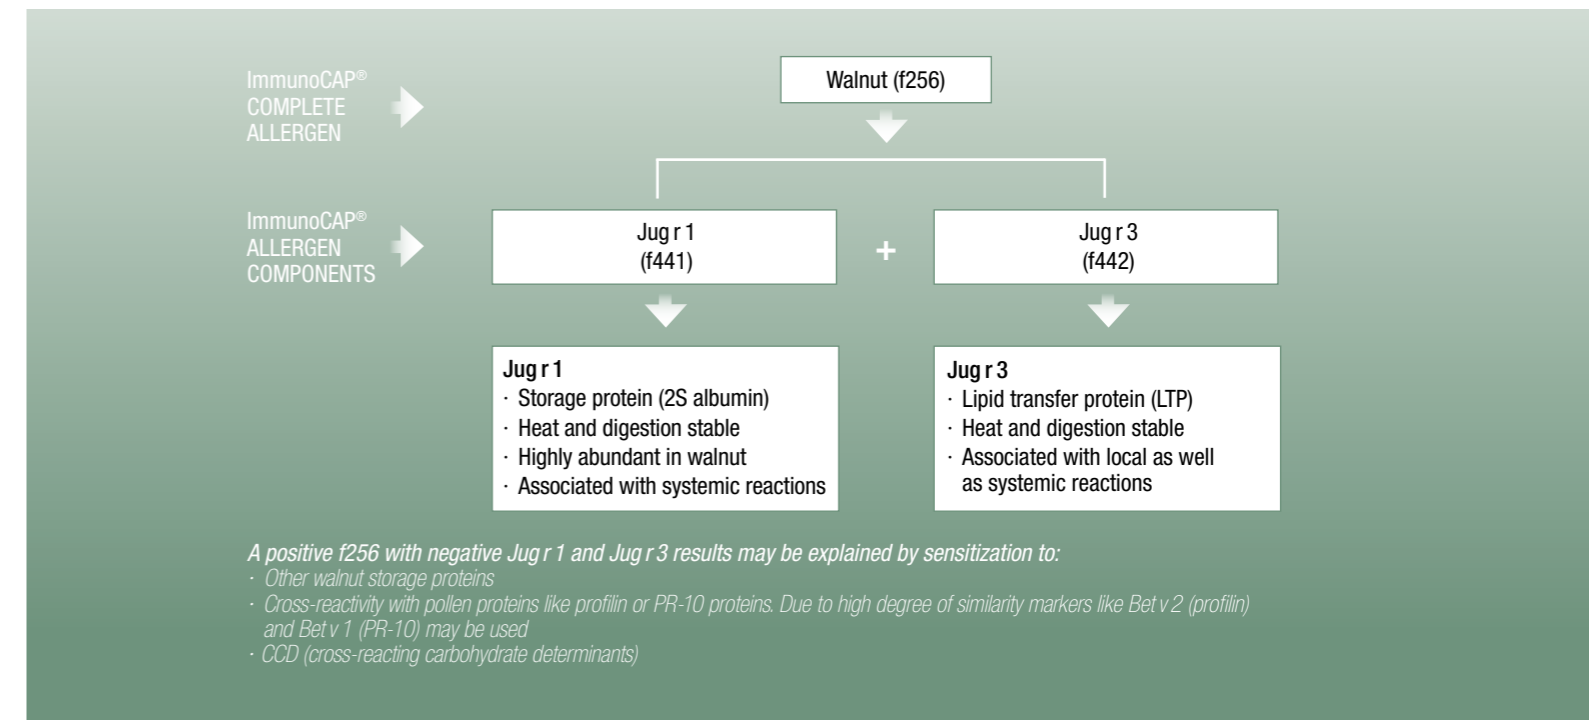 ImmunoCAP®
COMPLETE
ALLERGEN
Walnut (f256)
ImmunoCAP®
ALLERGEN
COMPONENTS
Jug r 1
(f441)
+
Jug r 3
(f442)
Jug r 1
· Storage protein (2S albumin)
· Heat and digestion stable
· Highly abundant in walnut
· Associated with systemic reactions
Jug r 3
· Lipid transfer protein (LTP)
· Heat and digestion stable
· Associated with local as well
as systemic reactions
A positive f256 with negative Jug r 1 and Jug r 3 results may be explained by sensitization to:
· Other walnut storage proteins
· Cross-reactivity with pollen proteins like profilin or PR-10 proteins. Due to high degree of similarity markers like Bet v 2 (profilin)
and Bet v 1 (PR-10) may be used
· CCD (cross-reacting carbohydrate determinants)